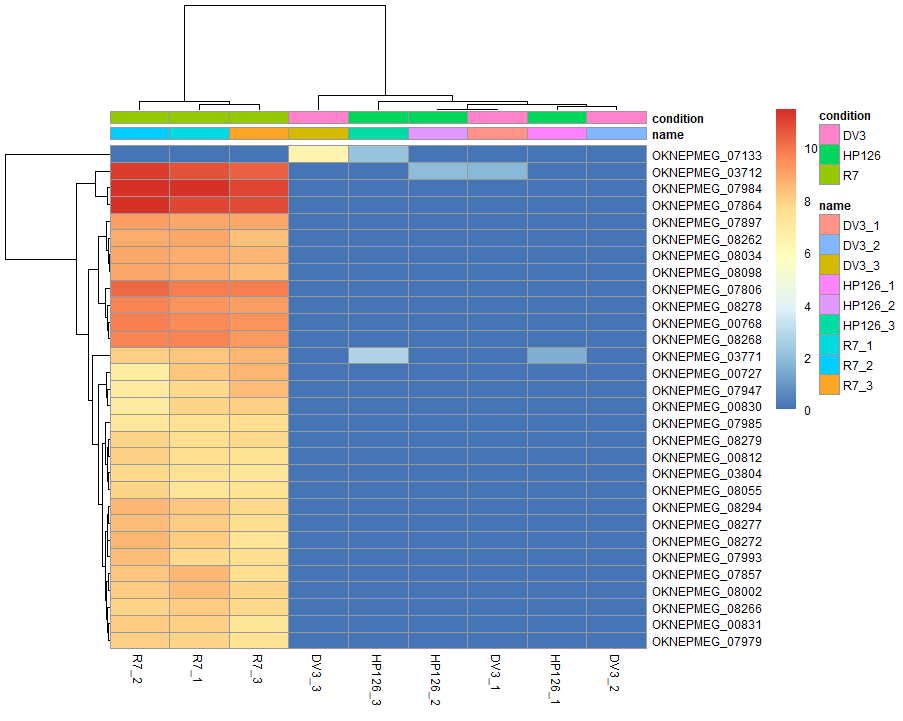 condition
name
OKNEPMEG_07133
OKNEPMEG_03712
OKNEPMEG_07984
OKNEPMEG_07864
OKNEPMEG_07897
OKNEPMEG_08262
OKNEPMEG_08034
OKNEPMEG_08098
OKNEPMEG_07806
OKNEPMEG_08278
OKNEPMEG_00768
OKNEPMEG_08268
OKNEPMEG_03771
OKNEPMEG_00727
OKNEPMEG_07947
OKNEPMEG_00830
OKNEPMEG_07985
OKNEPMEG_08279
OKNEPMEG_00812
OKNEPMEG_03804
OKNEPMEG_08055
OKNEPMEG_08294
OKNEPMEG_08277
OKNEPMEG_08272
OKNEPMEG_07993
OKNEPMEG_07857
OKNEPMEG_08002
OKNEPMEG_08266
OKNEPMEG_00831
OKNEPMEG_07979
R7_2
R7_1
R7_3
DV3_3
HP126_3
HP126_2
DV3_1
HP126_1
DV3_2
10
8
6
4
2
0
condition
DV3
HP126
R7
name
DV3_1
DV3_2
DV3_3
HP126_1
HP126_2
HP126_3
R7_1
R7_2
R7_3